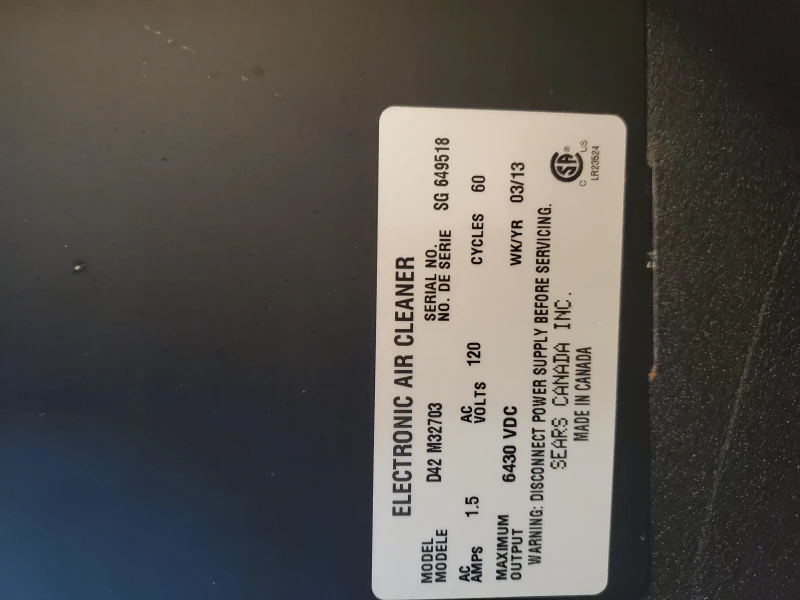 ELECTRONIC AIR CLEANER
MODEL MODELE D42 M32703 SERIAL NO. NO. DE SERIE SG 649518
AC AMPS 1.5 AC VOLTS 120 CYCLES 60
MAXIMUM OUTPUT 6430 VDC WK/YR 03/13
WARNING: DISCONNECT POWER SUPPLY BEFORE SERVICING.
SEARS CANADA INC.
MADE IN CANADA
C SA® US
LR23524